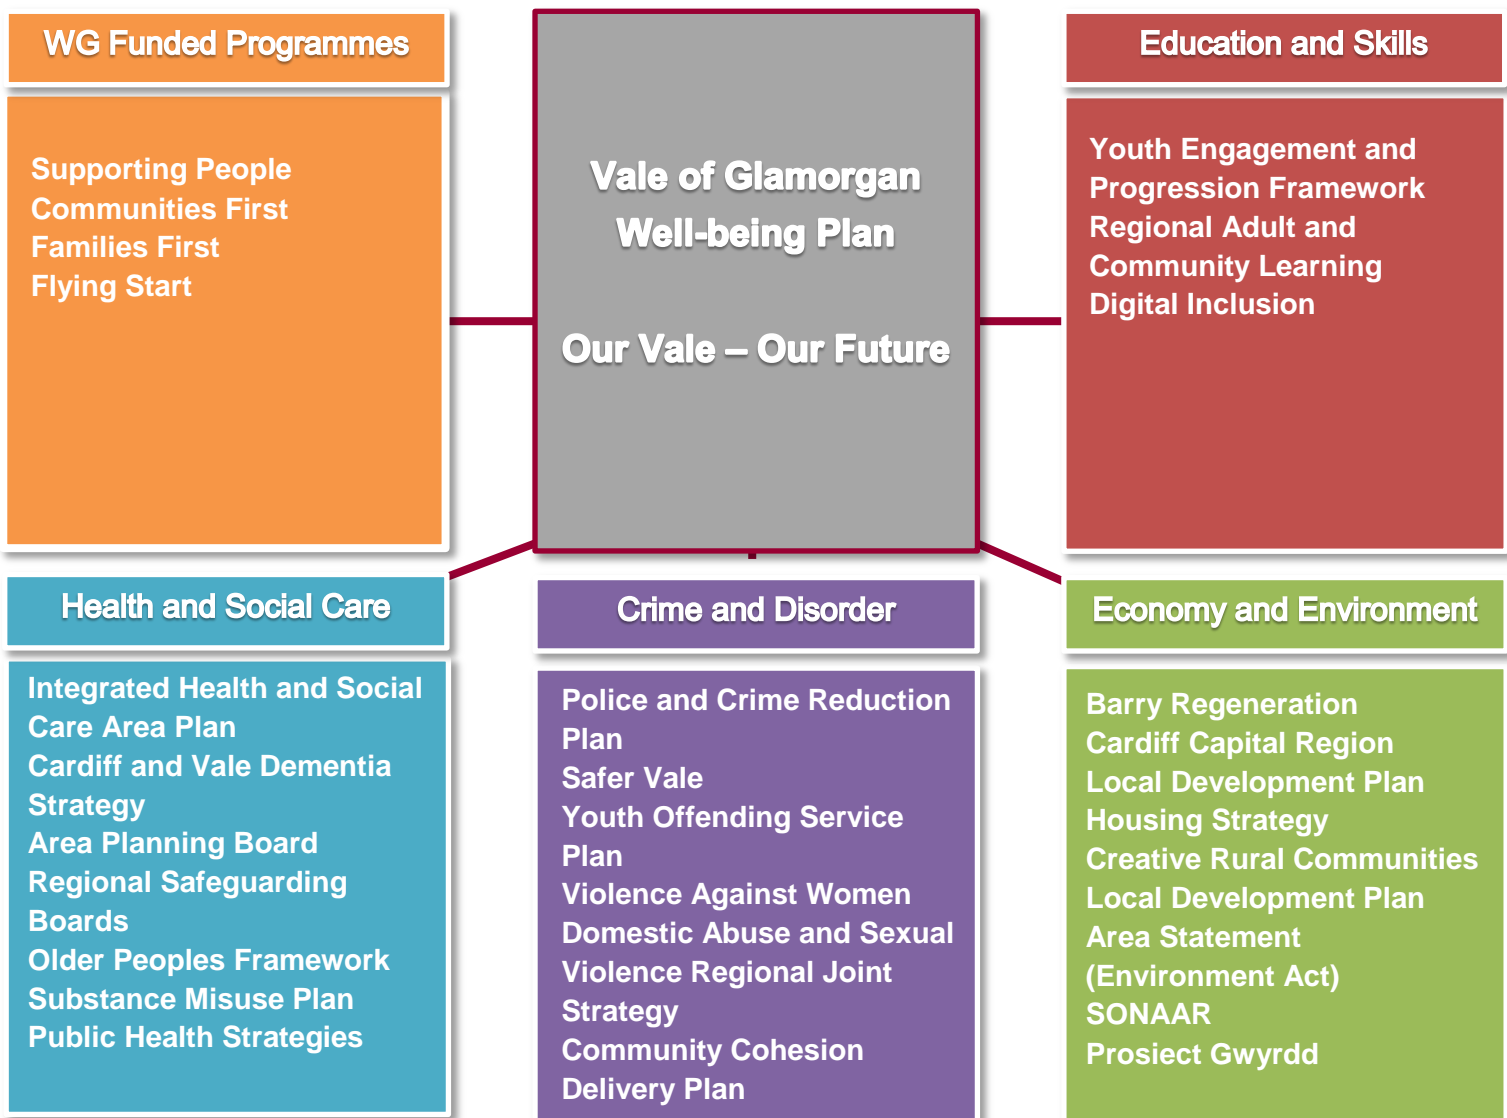 WG Funded Programmes
Supporting People
Communities First
Families First
Flying Start
Vale of Glamorgan
Well-being Plan
Our Vale – Our Future
Education and Skills
Youth Engagement and
Progression Framework
Regional Adult and
Community Learning
Digital Inclusion
Health and Social Care
Integrated Health and Social
Care Area Plan
Cardiff and Vale Dementia
Strategy
Area Planning Board
Regional Safeguarding
Boards
Older Peoples Framework
Substance Misuse Plan
Public Health Strategies
Crime and Disorder
Police and Crime Reduction
Plan
Safer Vale
Youth Offending Service
Plan
Violence Against Women
Domestic Abuse and Sexual
Violence Regional Joint
Strategy
Community Cohesion
Delivery Plan
Economy and Environment
Barry Regeneration
Cardiff Capital Region
Local Development Plan
Housing Strategy
Creative Rural Communities
Local Development Plan
Area Statement
(Environment Act)
SONAAR
Prosiect Gwyrdd